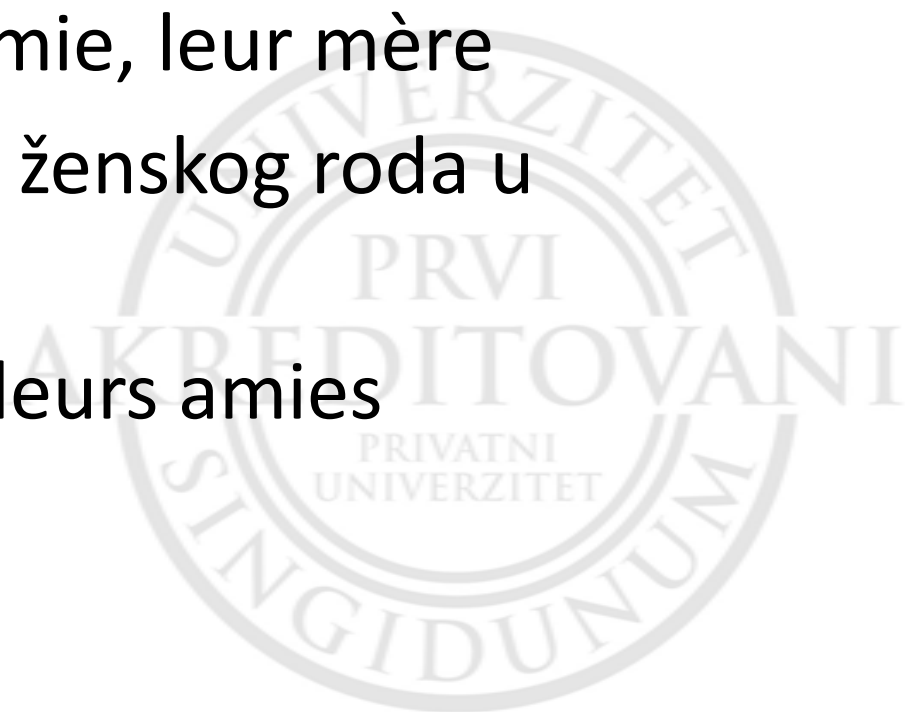 mie, leur mère
ženskog roda u
leurs amies
UNIVERZITET
PRVI
AKREDITOVANI
PRIVATNI
UNIVERZITET
SINGIDUNUM